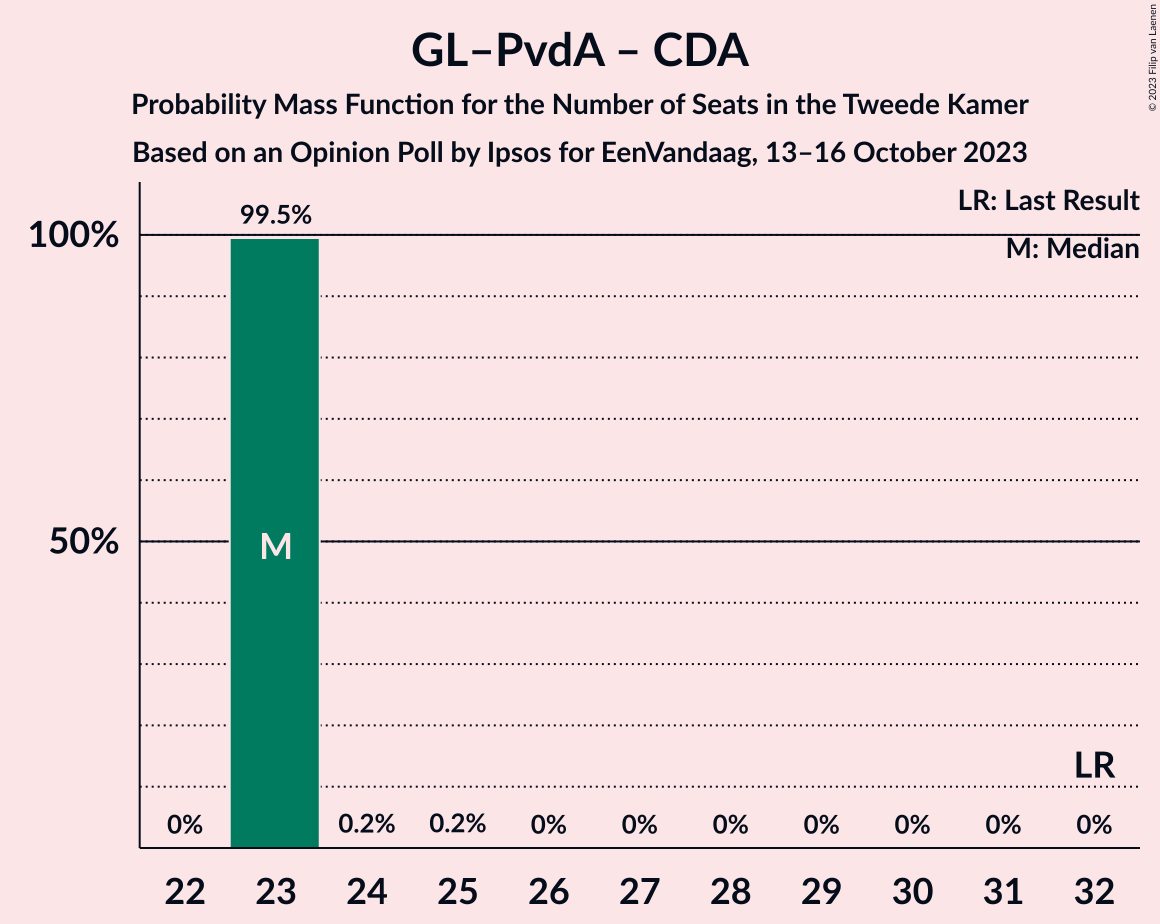 GL–PvdA – CDA
Probability Mass Function for the Number of Seats in the Tweede Kamer
Based on an Opinion Poll by Ipsos for EenVandaag, 13–16 October 2023
© 2023 Filip van Laenen
LR: Last Result
M: Median
99.5%
100%
50%
M
LR
0% 0.2% 0.2% 0% 0% 0% 0% 0% 0% 0%
22 23 24 25 26 27 28 29 30 31 32